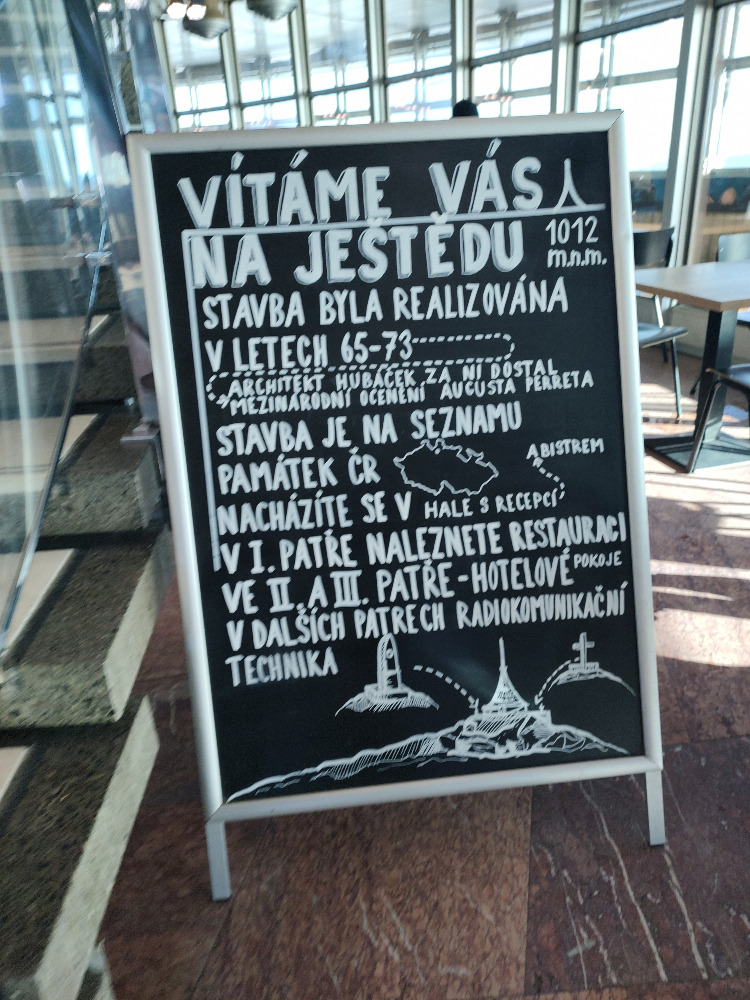 VÍTÁME VÁS
NA JEŠTĚDU
1012
m.n.m.
STAVBA BYLA REALIZOVÁNA
V LETECH 65-73
ARCHITEKT HUBÁČEK ZA NI DOSTAL
MEZINÁRODNÍ OCENĚNÍ AUGUSTA PERRETA
STAVBA JE NA SEZNAMU
PAMÁTEK ČR
NACHÁZÍTE SE V HALE S RECEPCÍ
A BISTREM
V I. PATŘE NALEZNETE RESTAURACI
VE II. A III. PATŘE - HOTELOVÉ POKOJE
V DALŠÍCH PATRECH RADIOKOMUNIKAČNÍ
TECHNIKA